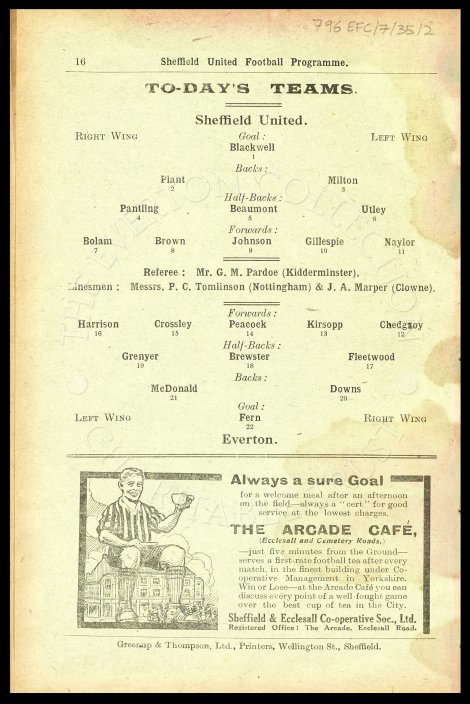 796 EFC/7/35/2
16 Sheffield United Football Programme.
TO-DAY'S TEAMS.
Sheffield United.
RIGHT WING Goal: LEFT WING
Blackwell
1
Backs:
Plant Milton
2 3
Half-Backs:
Pantling Beaumont Utley
4 5 6
Forwards:
Bolam Brown Johnson Gillespie Naylor
7 8 9 10 11
Referee: Mr. G. M. Pardoe (Kidderminster).
Linesmen: Messrs. P. C. Tomlinson (Nottingham) & J. A. Marper (Clowne).
Forwards:
Harrison Crossley Peacock Kirsopp Chedgzoy
16 15 14 13 12
Half-Backs:
Grenyer Brewster Fleetwood
19 18 17
Backs:
McDonald Downs
21 20
Goal:
LEFT WING Fern RIGHT WING
22
Everton.
Always a sure Goal
for a welcome meal after an afternoon
on the field—always a "cert" for good
service at the lowest charges.
THE ARCADE CAFÉ,
(Ecclesall and Cemetery Roads,)
—just five minutes from the Ground—
serves a first-rate football tea after every
match, in the finest building under Co-
operative Management in Yorkshire.
Win or Lose—at the Arcade Café you can
discuss every point of a well-fought game
over the best cup of tea in the City.
Sheffield & Ecclesall Co-operative Soc., Ltd.
Registered Office: The Arcade, Ecclesall Road.
Greenup & Thompson, Ltd., Printers, Wellington St., Sheffield.